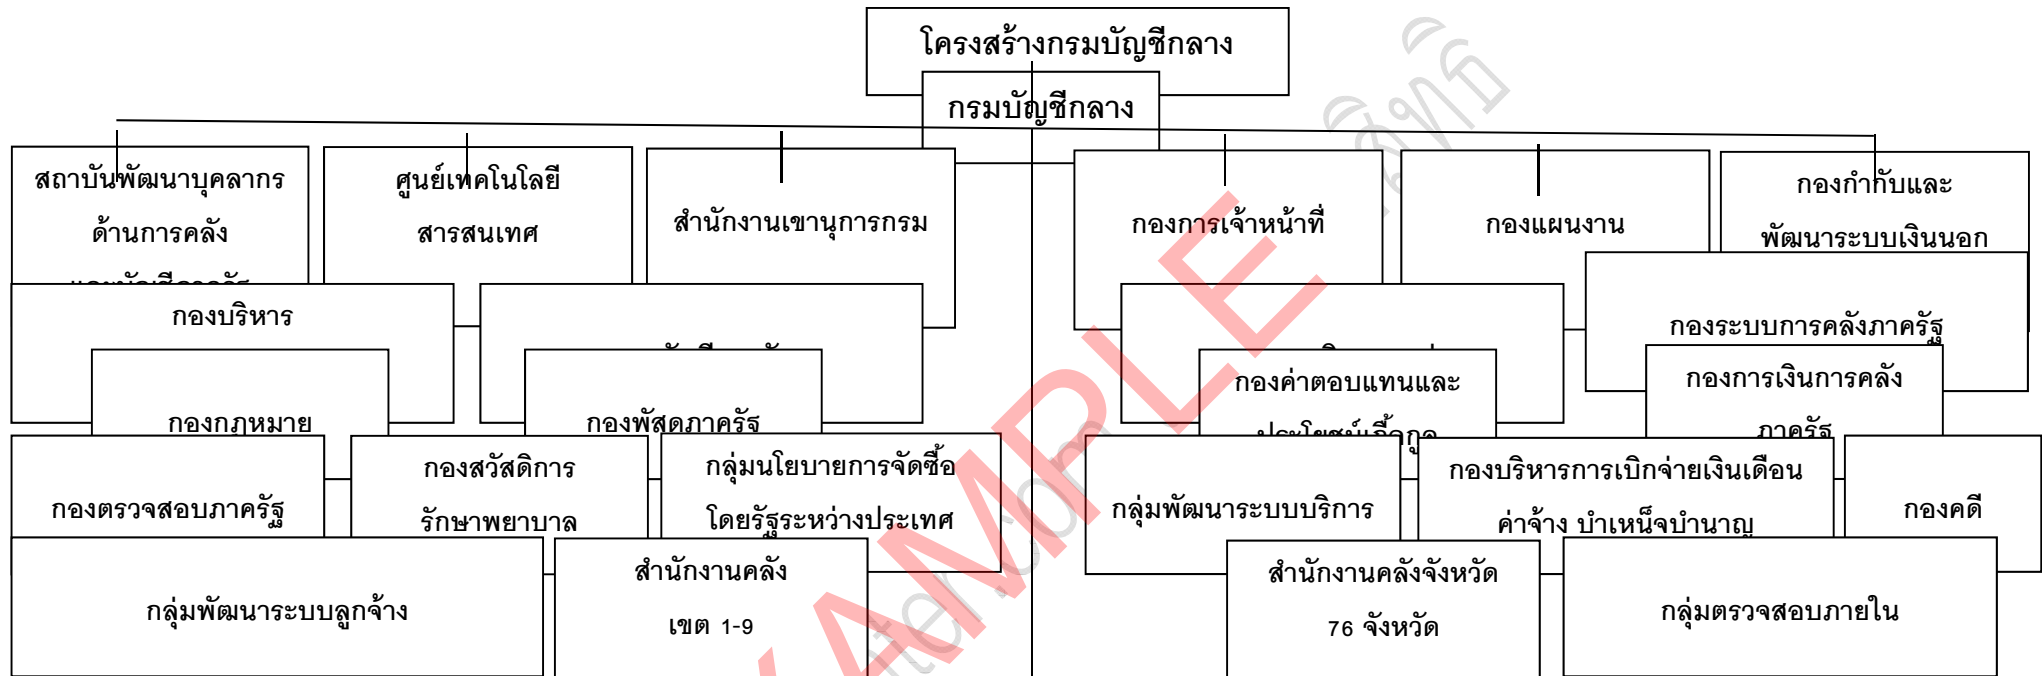 โครงสร้างกรมบัญชีกลาง
กรมบัญชีกลาง
สถาบันพัฒนาบุคลากร
ด้านการคลัง
ศูนย์เทคโนโลยี
สารสนเทศ
สำนักงานเขานุการกรม
กองการเจ้าหน้าที่
กองแผนงาน
กองกำกับและ
พัฒนาระบบเงินนอก
กองบริหาร
กองระบบการคลังภาครัฐ
กองกฎหมาย
กองพัสดุภาครัฐ
กองค่าตอบแทนและ
ประโยชน์เกื้อกูล
กองการเงินการคลัง
ภาครัฐ
กองตรวจสอบภาครัฐ
กองสวัสดิการ
รักษาพยาบาล
กลุ่มนโยบายการจัดซื้อ
โดยรัฐระหว่างประเทศ
กลุ่มพัฒนาระบบบริการ
กองบริหารการเบิกจ่ายเงินเดือน
ค่าจ้าง บำเหน็จบำนาญ
กองคดี
กลุ่มพัฒนาระบบลูกจ้าง
สำนักงานคลัง
เขต 1-9
สำนักงานคลังจังหวัด
76 จังหวัด
กลุ่มตรวจสอบภายใน